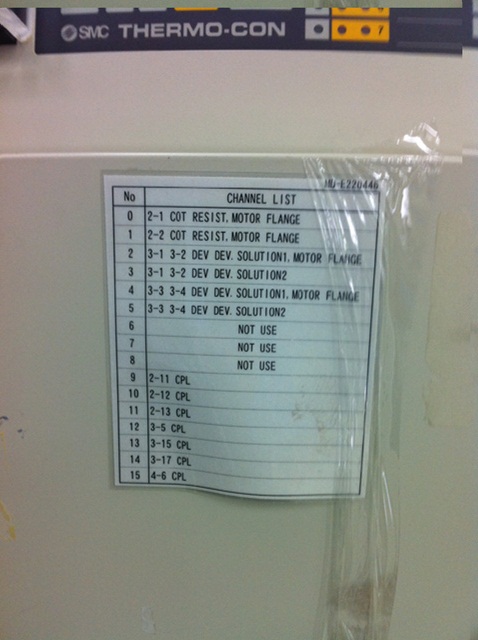 SMC THERMO-CON
7
HD-E220440
No CHANNEL LIST
0 2-1 COT RESIST, MOTOR FLANGE
1 2-2 COT RESIST, MOTOR FLANGE
2 3-1 3-2 DEV DEV. SOLUTION1, MOTOR FLANGE
3 3-1 3-2 DEV DEV. SOLUTION2
4 3-3 3-4 DEV DEV. SOLUTION1, MOTOR FLANGE
5 3-3 3-4 DEV DEV. SOLUTION2
6 NOT USE
7 NOT USE
8 NOT USE
9 2-11 CPL
10 2-12 CPL
11 2-13 CPL
12 3-5 CPL
13 3-15 CPL
14 3-17 CPL
15 4-6 CPL